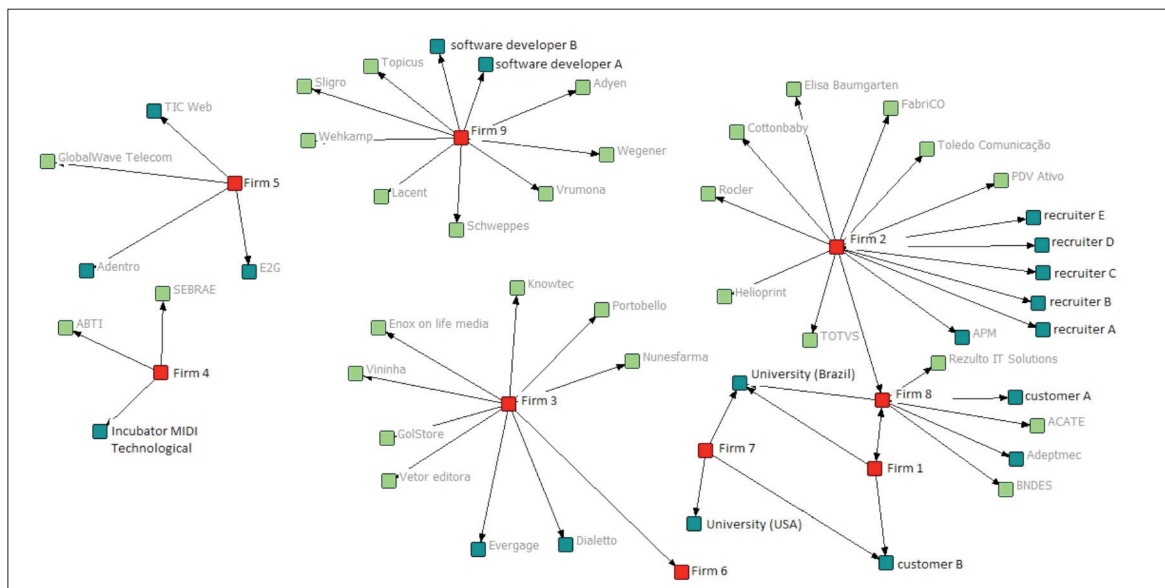 software developer B
Topicus
software developer A
Sligro
Adyen
Elisa Baumgarten
FabriCO
TIC Web
Firm 9
Cottonbaby
Wehkamp
Toledo Comunicação
GlobalWave Telecom
Wegener
Firm 5
PDV Ativo
Lacent
Vrumona
Rocler
recruiter E
Schweppes
Firm 2
recruiter D
Adentro
E2G
recruiter C
SEBRAE
Knowtec
Helioprint
recruiter B
Portobello
ABTI
Enox on life media
recruiter A
TOTVS
APM
Nunesfarma
Rezulto IT Solutions
Vininha
Firm 4
University (Brazil)
Firm 3
Firm 8
customer A
ACATE
Incubator MIDI
Technological
GolStore
Firm 7
Adeptmec
Firm 1
Vetor editora
BNDES
University (USA)
Evergage
Dialetto
customer B
Firm 6